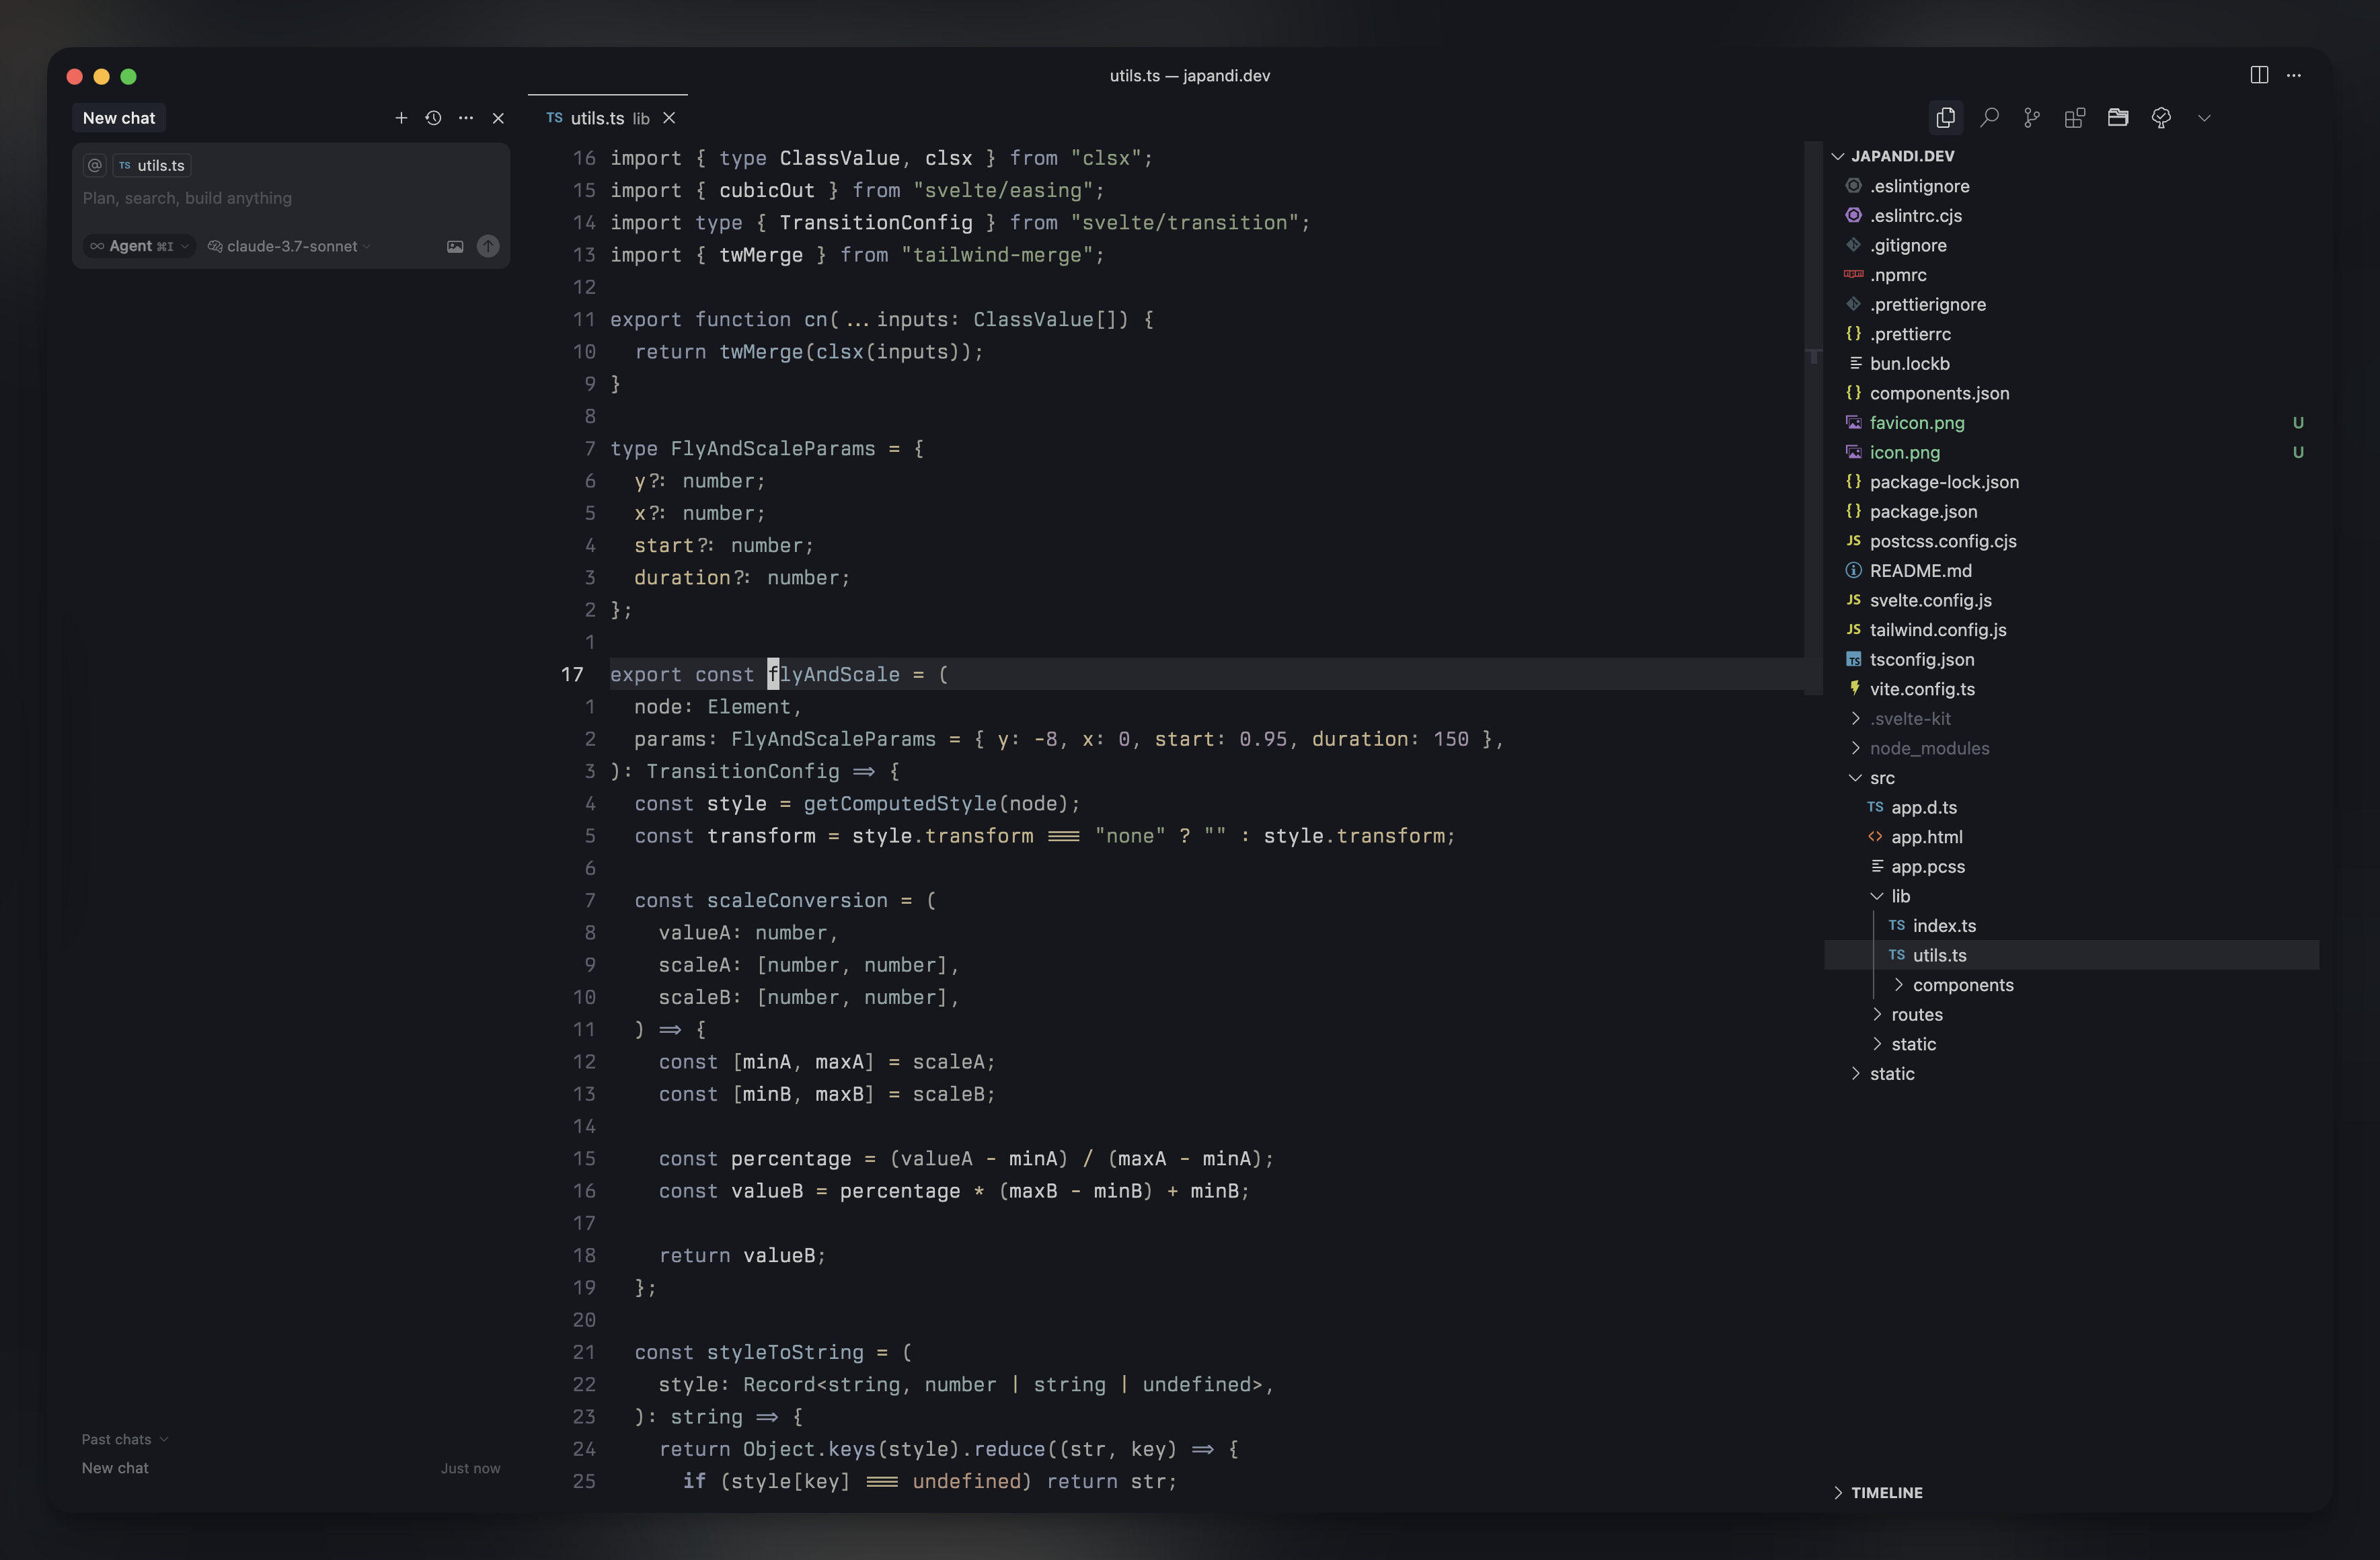 utils.ts — japandi.dev
New chat
@ TS utils.ts
Plan, search, build anything
∞ Agent ⌘I claude-3.7-sonnet
Past chats
New chat Just now
TS utils.ts lib
16 import { type ClassValue, clsx } from "clsx";
15 import { cubicOut } from "svelte/easing";
14 import type { TransitionConfig } from "svelte/transition";
13 import { twMerge } from "tailwind-merge";
12
11 export function cn(...inputs: ClassValue[]) {
10   return twMerge(clsx(inputs));
9 }
8
7 type FlyAndScaleParams = {
6   y?: number;
5   x?: number;
4   start?: number;
3   duration?: number;
2 };
1
17 export const flyAndScale = (
1   node: Element,
2   params: FlyAndScaleParams = { y: -8, x: 0, start: 0.95, duration: 150 },
3 ): TransitionConfig => {
4   const style = getComputedStyle(node);
5   const transform = style.transform === "none" ? "" : style.transform;
6
7   const scaleConversion = (
8     valueA: number,
9     scaleA: [number, number],
10     scaleB: [number, number],
11   ) => {
12     const [minA, maxA] = scaleA;
13     const [minB, maxB] = scaleB;
14
15     const percentage = (valueA - minA) / (maxA - minA);
16     const valueB = percentage * (maxB - minB) + minB;
17
18     return valueB;
19   };
20
21   const styleToString = (
22     style: Record<string, number | string | undefined>,
23   ): string => {
24     return Object.keys(style).reduce((str, key) => {
25       if (style[key] === undefined) return str;
JAPANDI.DEV
.eslintignore
.eslintrc.cjs
.gitignore
.npmrc
.prettierignore
{} .prettierrc
bun.lockb
{} components.json
favicon.png U
icon.png U
{} package-lock.json
{} package.json
JS postcss.config.cjs
README.md
JS svelte.config.js
JS tailwind.config.js
TS tsconfig.json
vite.config.ts
.svelte-kit
node_modules
src
TS app.d.ts
<> app.html
app.pcss
lib
TS index.ts
TS utils.ts
components
routes
static
static
TIMELINE